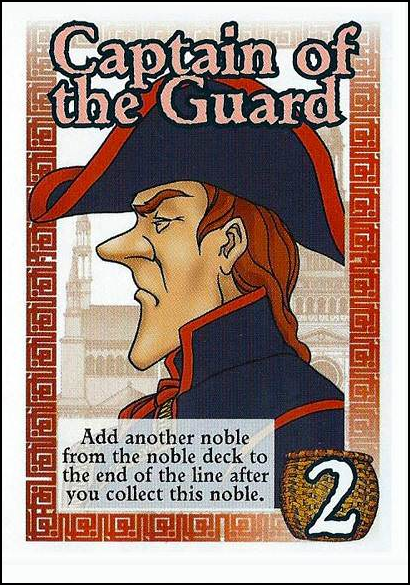 Captain of
the Guard
Add another noble
from the noble deck to
the end of the line after
you collect this noble.
2